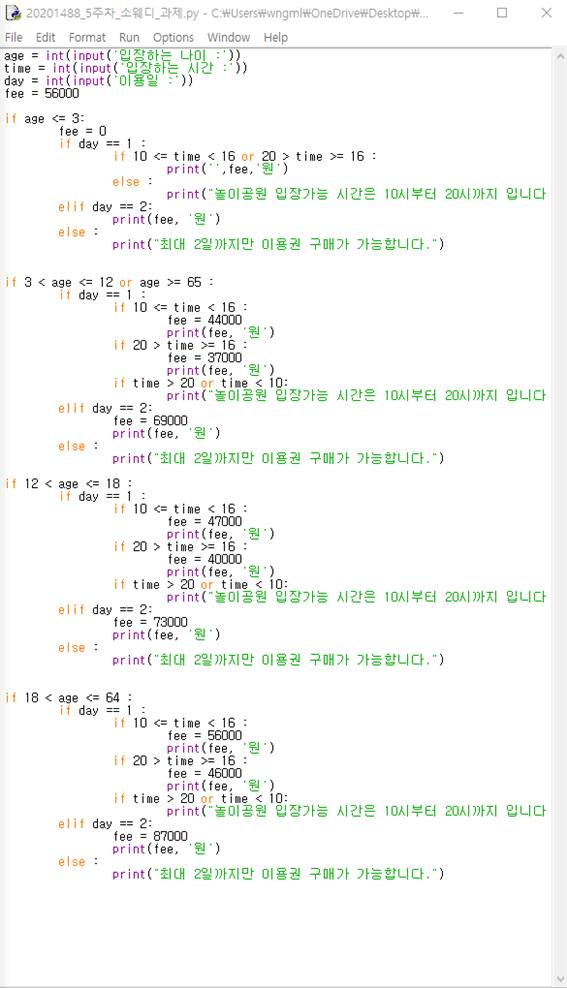 20201488_5주차_소웨디_과제.py - C:₩Users₩wngml₩OneDrive₩Desktop₩...
File Edit Format Run Options Window Help
age = int(input('입장하는 나이 :'))
time = int(input('입장하는 시간 :'))
day = int(input('이용일 :'))
fee = 56000
if age <= 3:
fee = 0
if day == 1 :
if 10 <= time < 16 or 20 > time >= 16 :
print('',fee,'원')
else :
print("놀이공원 입장가능 시간은 10시부터 20시까지 입니다
elif day == 2:
print(fee, '원')
else :
print("최대 2일까지만 이용권 구매가 가능합니다.")
if 3 < age <= 12 or age >= 65 :
if day == 1 :
if 10 <= time < 16 :
fee = 44000
print(fee, '원')
if 20 > time >= 16 :
fee = 37000
print(fee, '원')
if time > 20 or time < 10:
print("놀이공원 입장가능 시간은 10시부터 20시까지 입니다
elif day == 2:
fee = 69000
print(fee, '원')
else :
print("최대 2일까지만 이용권 구매가 가능합니다.")
if 12 < age <= 18 :
if day == 1 :
if 10 <= time < 16 :
fee = 47000
print(fee, '원')
if 20 > time >= 16 :
fee = 40000
print(fee, '원')
if time > 20 or time < 10:
print("놀이공원 입장가능 시간은 10시부터 20시까지 입니다
elif day == 2:
fee = 73000
print(fee, '원')
else :
print("최대 2일까지만 이용권 구매가 가능합니다.")
if 18 < age <= 64 :
if day == 1 :
if 10 <= time < 16 :
fee = 56000
print(fee, '원')
if 20 > time >= 16 :
fee = 46000
print(fee, '원')
if time > 20 or time < 10:
print("놀이공원 입장가능 시간은 10시부터 20시까지 입니다
elif day == 2:
fee = 87000
print(fee, '원')
else :
print("최대 2일까지만 이용권 구매가 가능합니다.")